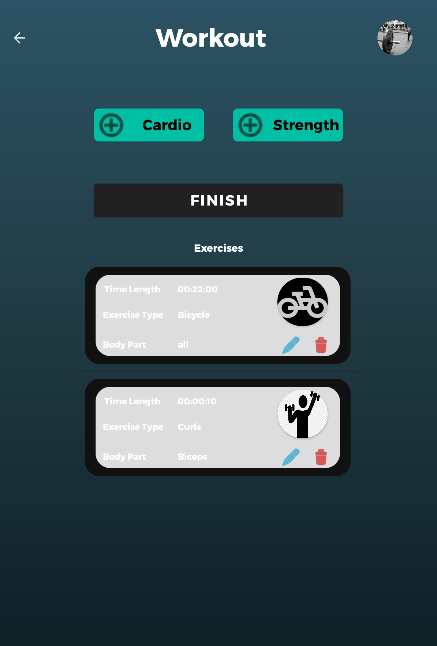 Workout
Cardio
Strength
FINISH
Exercises
Time Length 00:22:00
Exercise Type Bicycle
Body Part all
Time Length 00:00:10
Exercise Type Curls
Body Part Biceps